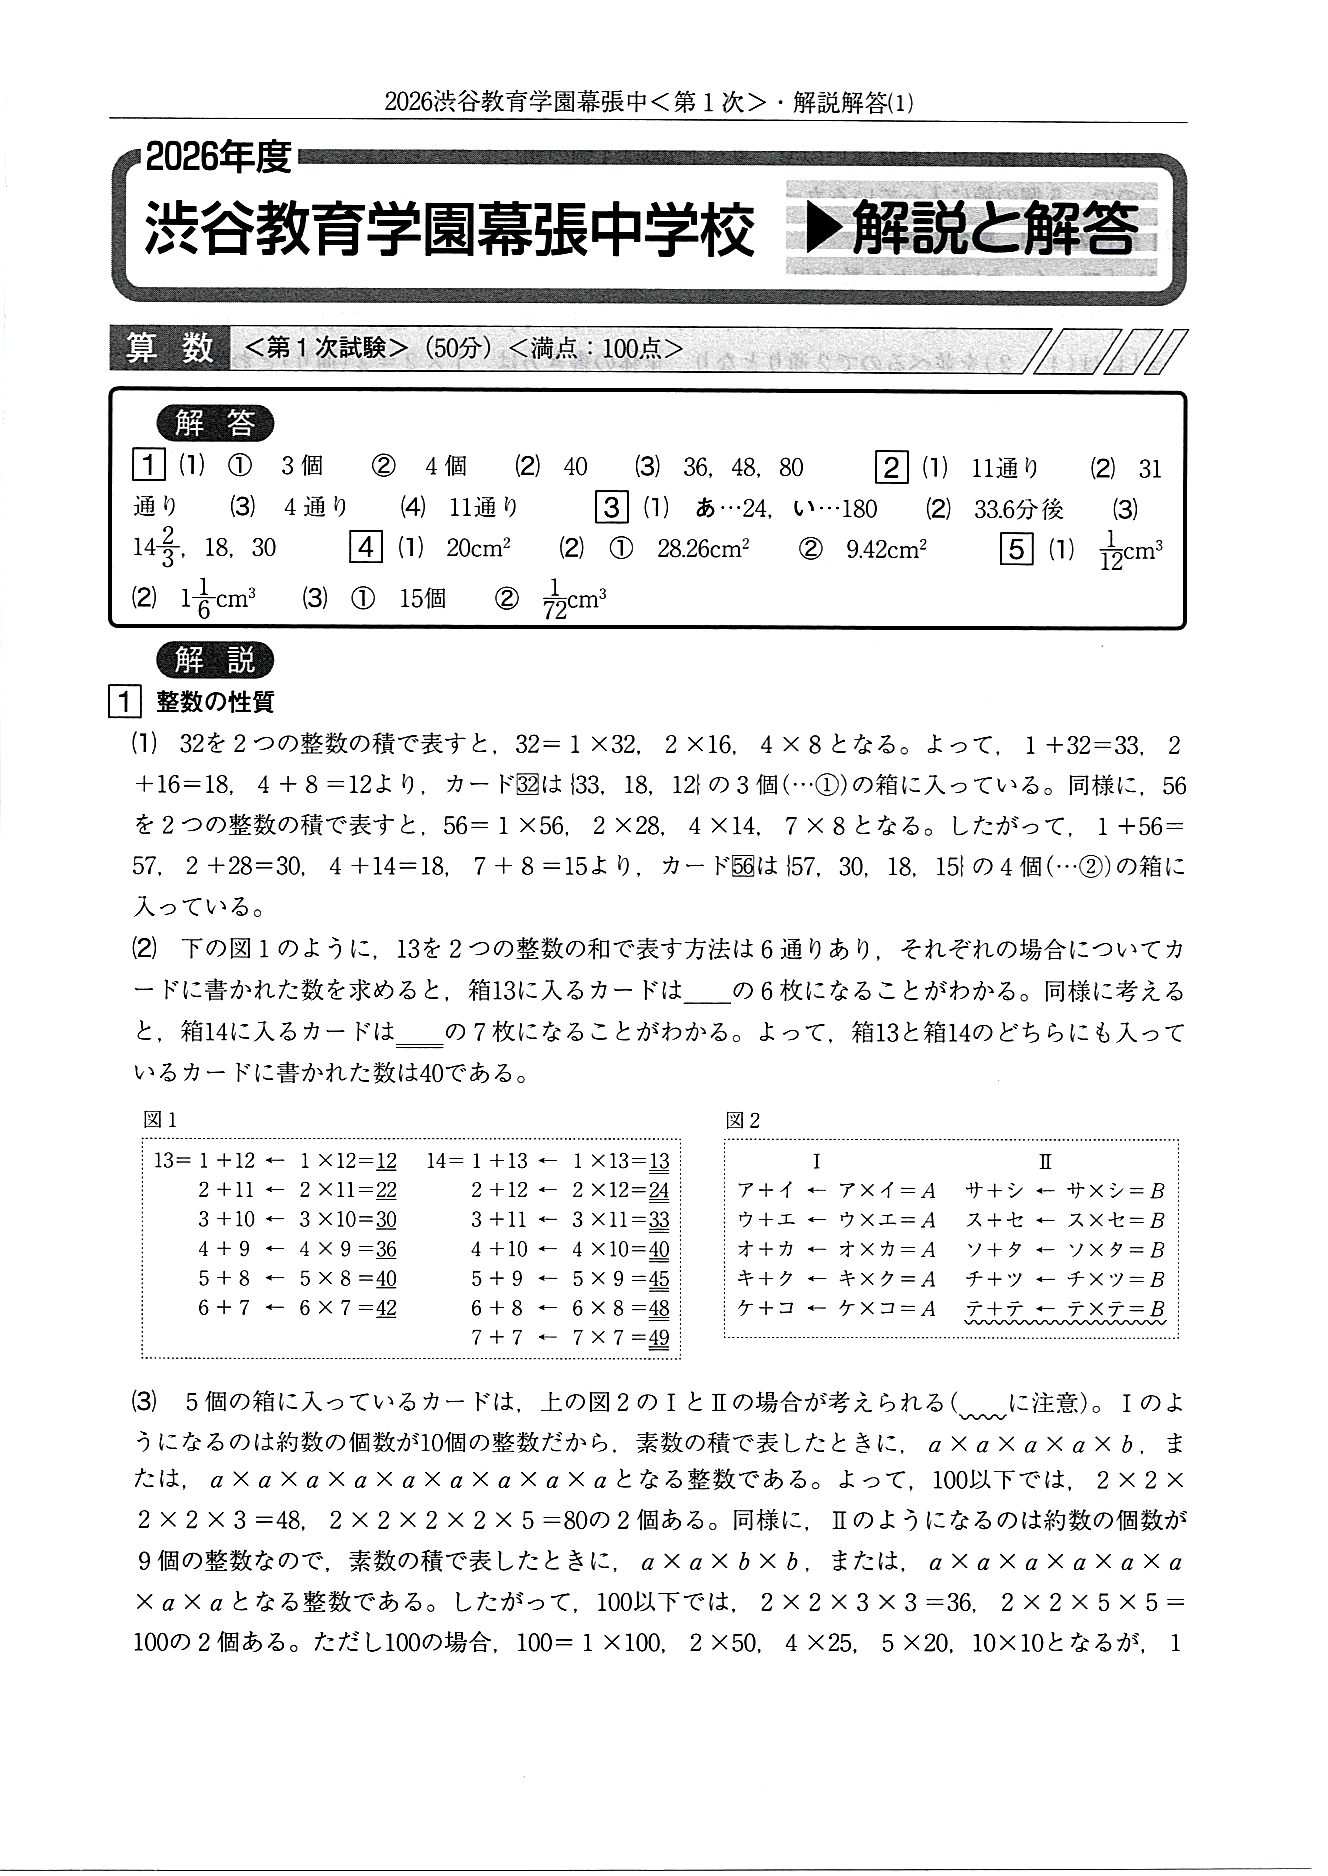 2026渋谷教育学園幕張中＜第1次＞・解説解答(1)
2026年度
渋谷教育学園幕張中学校 ▶解説と解答
算数 ＜第1次試験＞（50分）＜満点：100点＞
解答
1 (1) ① 3個 ② 4個 (2) 40 (3) 36, 48, 80 2 (1) 11通り (2) 31
通り (3) 4通り (4) 11通り 3 (1) あ…24, い…180 (2) 33.6分後 (3)
14 2/3, 18, 30 4 (1) 20cm² (2) ① 28.26cm² ② 9.42cm² 5 (1) 1/12cm³
(2) 1 1/6cm³ (3) ① 15個 ② 1/72cm³
解説
1 整数の性質
(1) 32を2つの整数の積で表すと，32＝1×32，2×16，4×8となる。よって，1＋32＝33，2
＋16＝18，4＋8＝12より，カード32は{33，18，12}の3個(…①)の箱に入っている。同様に，56
を2つの整数の積で表すと，56＝1×56，2×28，4×14，7×8となる。したがって，1＋56＝
57，2＋28＝30，4＋14＝18，7＋8＝15より，カード56は{57，30，18，15}の4個(…②)の箱に
入っている。
(2) 下の図1のように，13を2つの整数の和で表す方法は6通りあり，それぞれの場合についてカ
ードに書かれた数を求めると，箱13に入るカードは＿＿の6枚になることがわかる。同様に考える
と，箱14に入るカードは＿＿の7枚になることがわかる。よって，箱13と箱14のどちらにも入って
いるカードに書かれた数は40である。
図1
13＝1＋12 ← 1×12＝12 14＝1＋13 ← 1×13＝13
2＋11 ← 2×11＝22 2＋12 ← 2×12＝24
3＋10 ← 3×10＝30 3＋11 ← 3×11＝33
4＋9 ← 4×9＝36 4＋10 ← 4×10＝40
5＋8 ← 5×8＝40 5＋9 ← 5×9＝45
6＋7 ← 6×7＝42 6＋8 ← 6×8＝48
7＋7 ← 7×7＝49
図2
Ⅰ Ⅱ
ア＋イ ← ア×イ＝A サ＋シ ← サ×シ＝B
ウ＋エ ← ウ×エ＝A ス＋セ ← ス×セ＝B
オ＋カ ← オ×カ＝A ソ＋タ ← ソ×タ＝B
キ＋ク ← キ×ク＝A チ＋ツ ← チ×ツ＝B
ケ＋コ ← ケ×コ＝A テ＋テ ← テ×テ＝B
(3) 5個の箱に入っているカードは，上の図2のⅠとⅡの場合が考えられる(﹏﹏に注意)。Ⅰのよ
うになるのは約数の個数が10個の整数だから，素数の積で表したときに，a×a×a×a×b，ま
たは，a×a×a×a×a×a×a×a×aとなる整数である。よって，100以下では，2×2×
2×2×3＝48，2×2×2×2×5＝80の2個ある。同様に，Ⅱのようになるのは約数の個数が
9個の整数なので，素数の積で表したときに，a×a×b×b，または，a×a×a×a×a×a
×a×aとなる整数である。したがって，100以下では，2×2×3×3＝36，2×2×5×5＝
100の2個ある。ただし100の場合，100＝1×100，2×50，4×25，5×20，10×10となるが，1